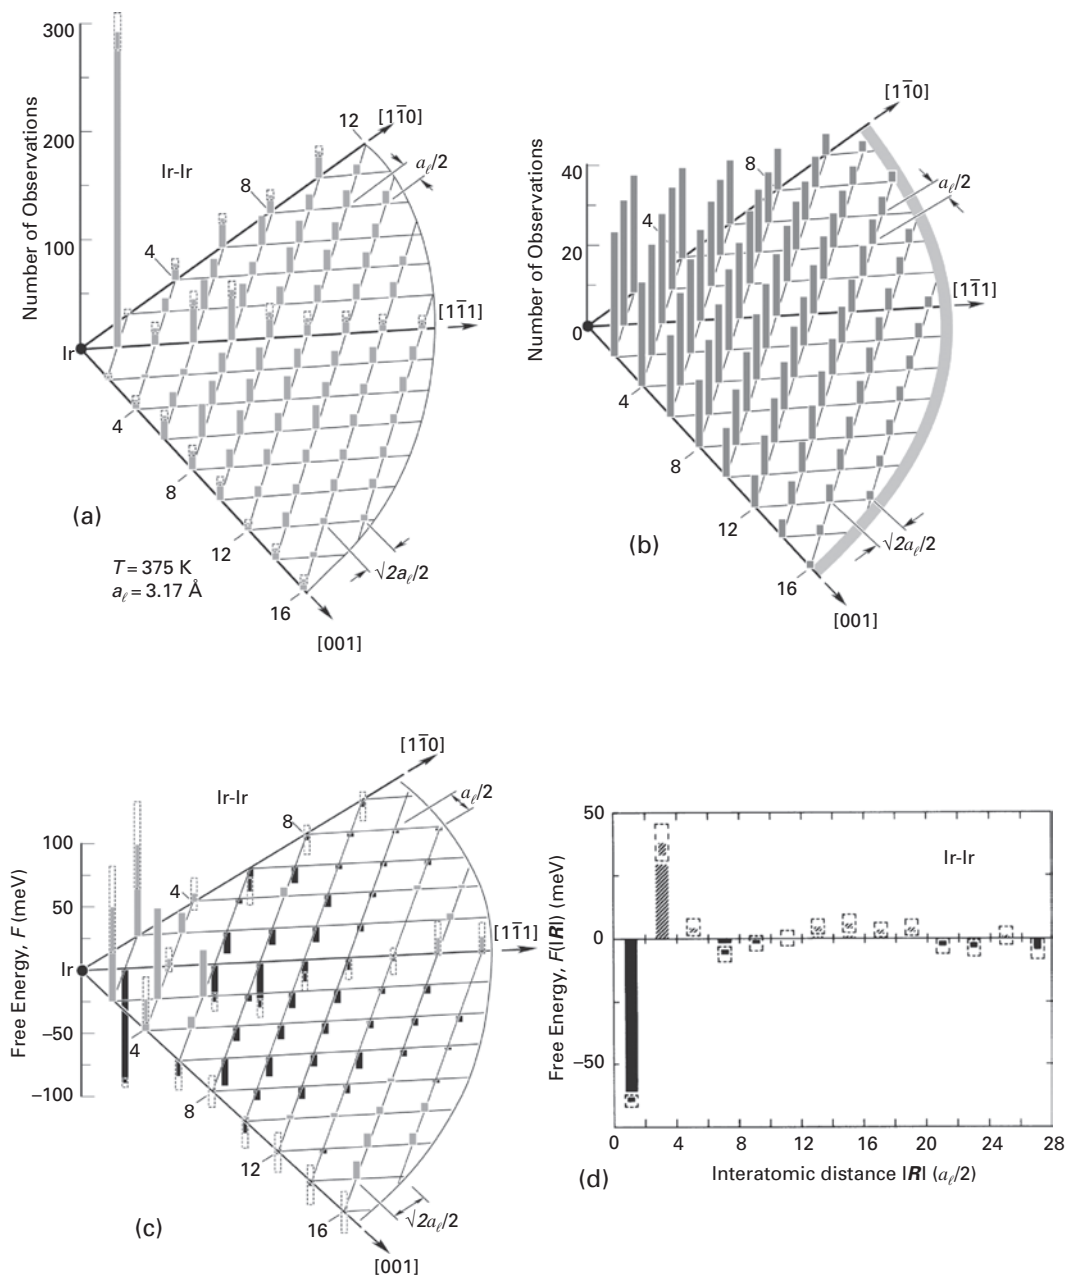 300
200
100
Number of Observations
Ir-Ir
Ir
4
8
12
[11̅0]
aℓ/2
[11̅1]
4
8
12
16
√2aℓ/2
[001]
(a)
T = 375 K
aℓ = 3.17 Å
40
20
0
Number of Observations
4
8
[11̅0]
aℓ/2
[11̅1]
4
8
12
16
√2aℓ/2
[001]
(b)
100
50
Ir
–50
–100
Free Energy, F (meV)
Ir-Ir
4
8
[11̅0]
aℓ/2
[11̅1]
4
8
12
16
√2aℓ/2
[001]
(c)
50
0
–50
Free Energy, F(|R|) (meV)
Ir-Ir
0 4 8 12 16 20 24 28
Interatomic distance |R| (aℓ/2)
(d)